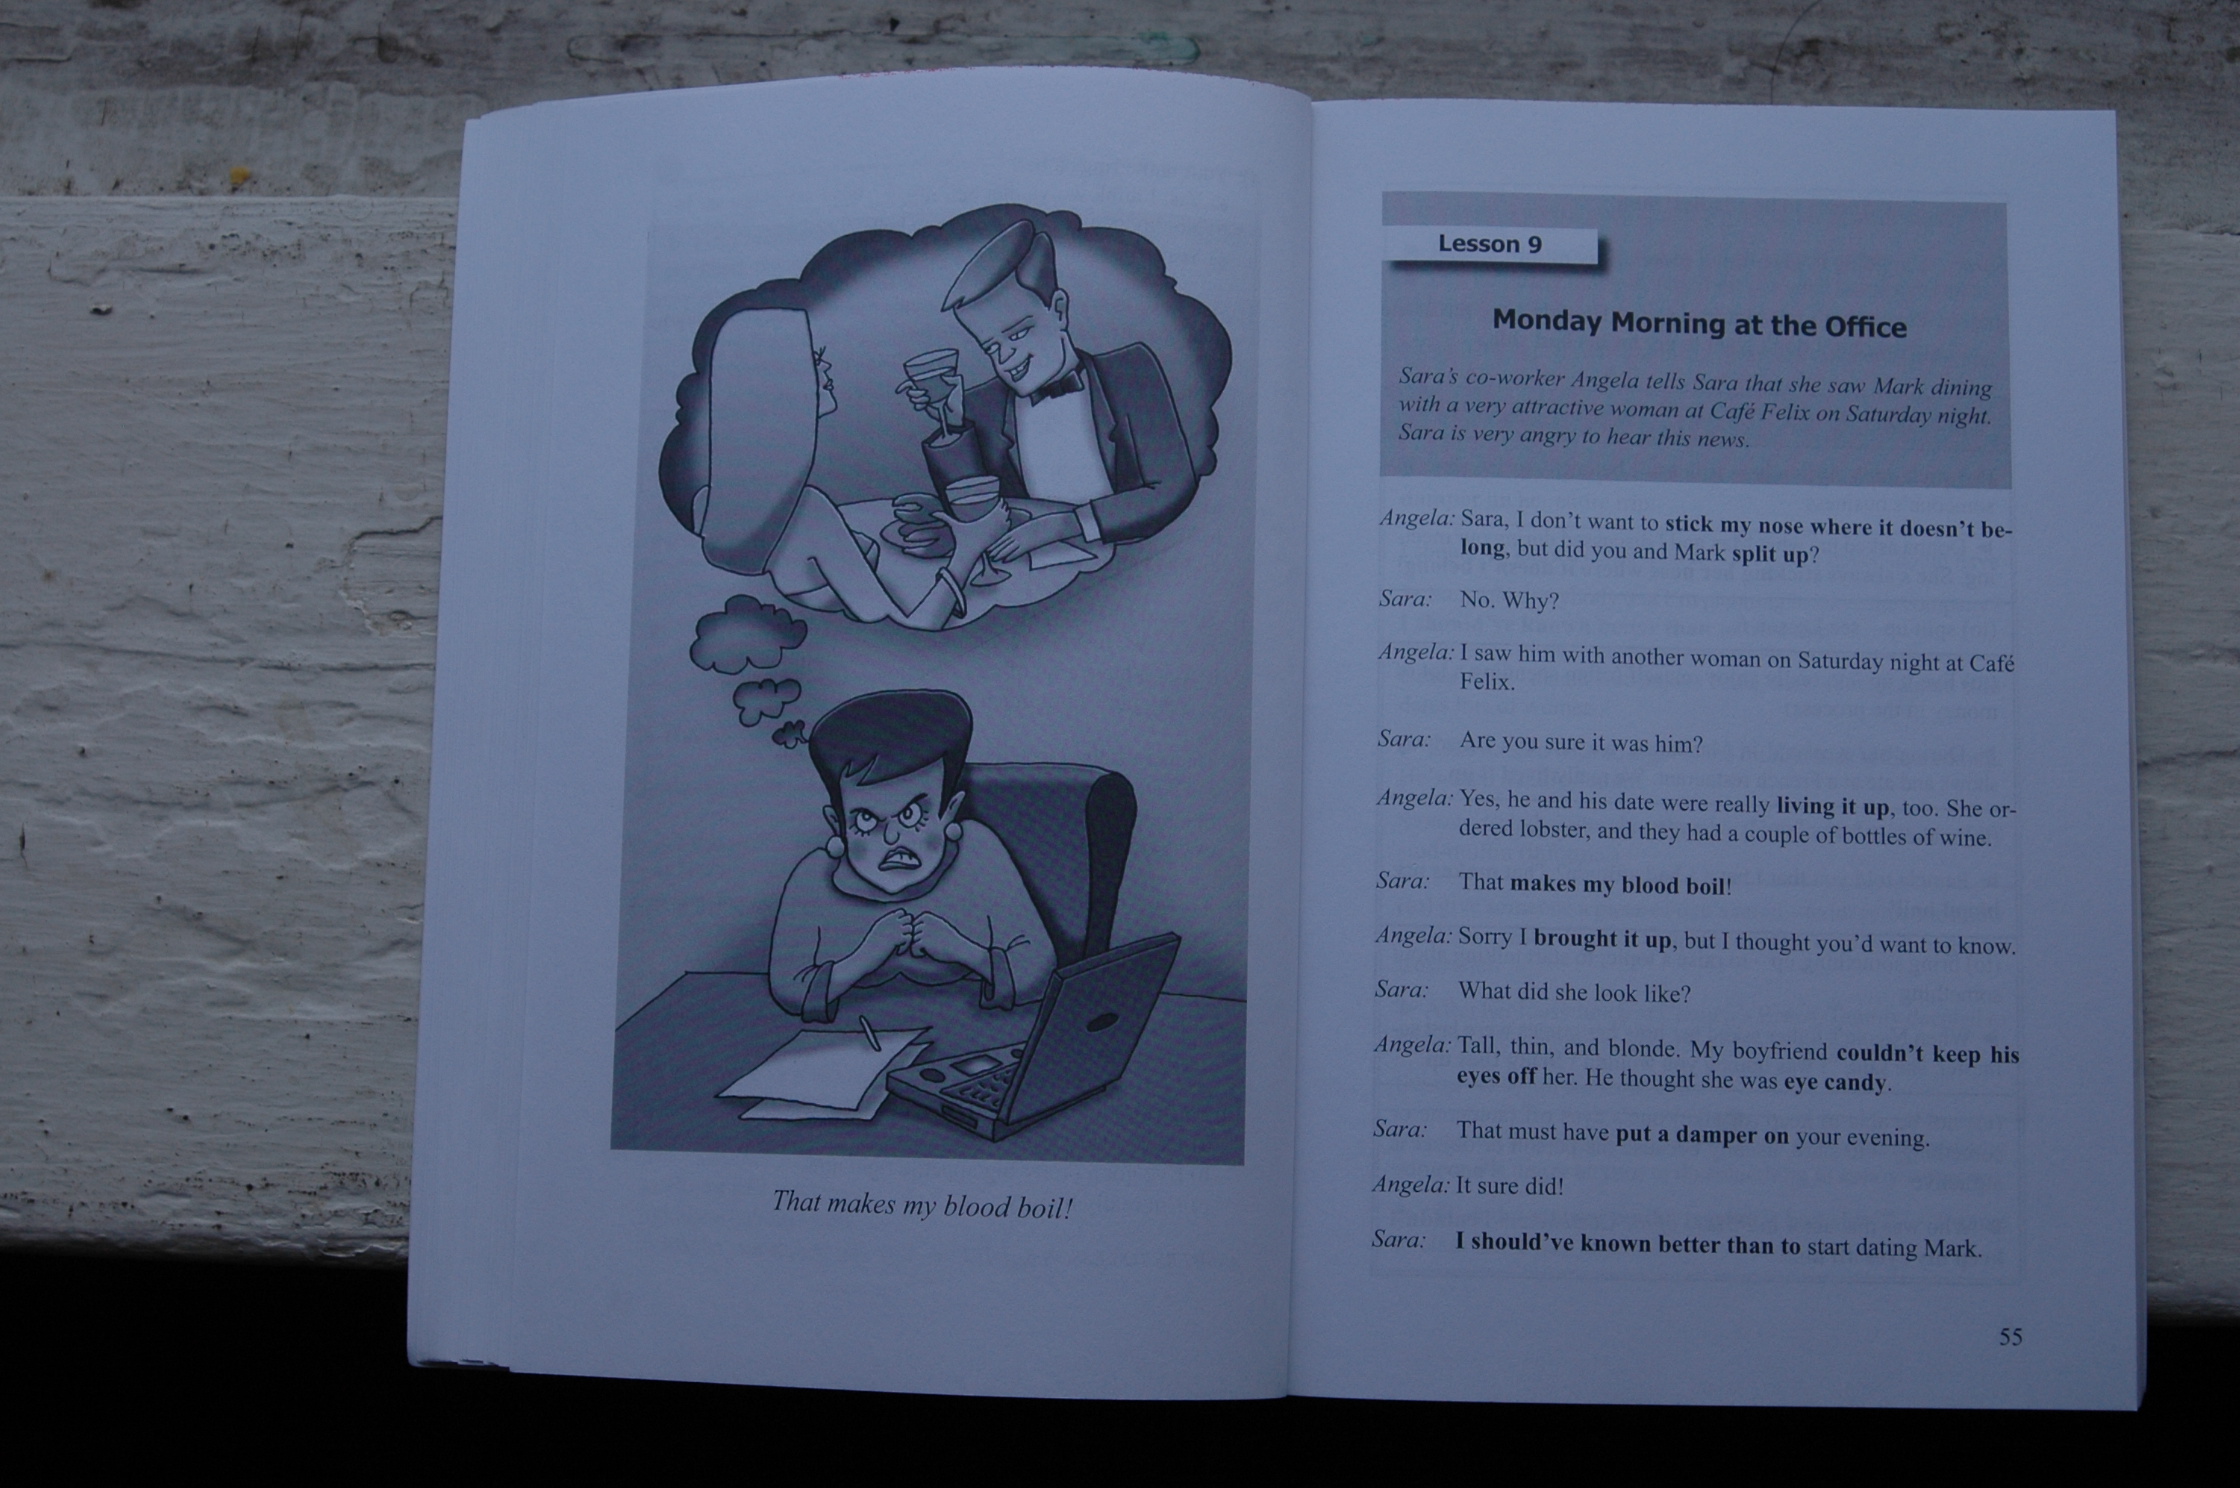 That makes my blood boil!
Lesson 9
Monday Morning at the Office
Sara's co-worker Angela tells Sara that she saw Mark dining
with a very attractive woman at Café Felix on Saturday night.
Sara is very angry to hear this news.
Angela: Sara, I don't want to stick my nose where it doesn't be-
long, but did you and Mark split up?
Sara: No. Why?
Angela: I saw him with another woman on Saturday night at Café
Felix.
Sara: Are you sure it was him?
Angela: Yes, he and his date were really living it up, too. She or-
dered lobster, and they had a couple of bottles of wine.
Sara: That makes my blood boil!
Angela: Sorry I brought it up, but I thought you'd want to know.
Sara: What did she look like?
Angela: Tall, thin, and blonde. My boyfriend couldn't keep his
eyes off her. He thought she was eye candy.
Sara: That must have put a damper on your evening.
Angela: It sure did!
Sara: I should've known better than to start dating Mark.
55